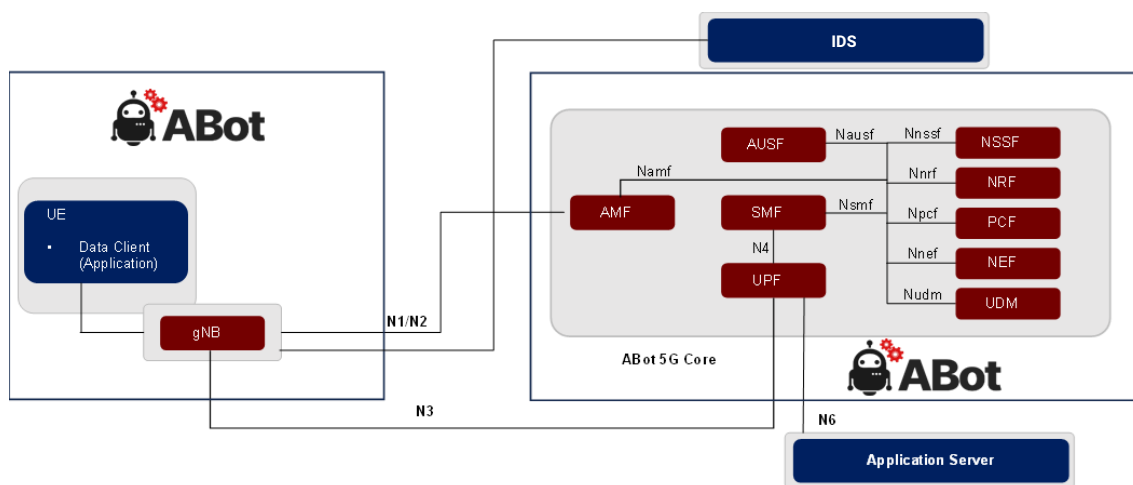 IDS
ABot
UE
▪ Data Client
(Application)
gNB
N1/N2
N3
AUSF
Nausf
Nnssf
NSSF
Namf
Nnrf
NRF
AMF
SMF
Nsmf
Npcf
PCF
N4
Nnef
NEF
UPF
Nudm
UDM
ABot 5G Core
ABot
N6
Application Server